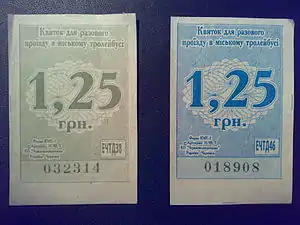 Квиток для разового
проїзду в міському тролейбусі
1,25
грн.
ЕЧТД38
032314
Квиток для разового
проїзду в міському тролейбусі
1,25
грн.
ЕЧТД46
018908